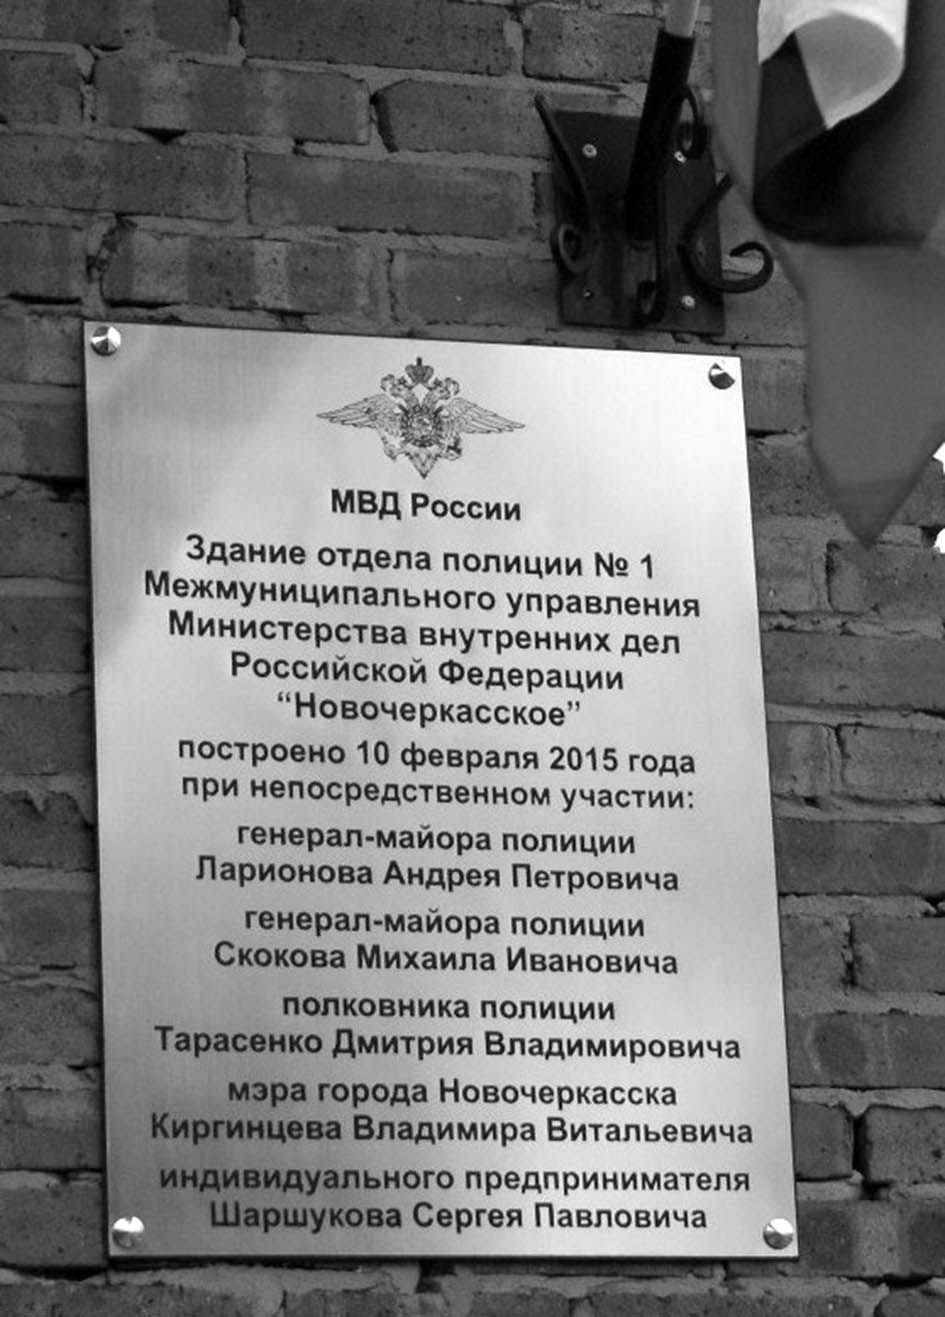 МВД России
Здание отдела полиции № 1
Межмуниципального управления
Министерства внутренних дел
Российской Федерации
“Новочеркасское”
построено 10 февраля 2015 года
при непосредственном участии:
генерал-майора полиции
Ларионова Андрея Петровича
генерал-майора полиции
Скокова Михаила Ивановича
полковника полиции
Тарасенко Дмитрия Владимировича
мэра города Новочеркасска
Киргинцева Владимира Витальевича
индивидуального предпринимателя
Шаршукова Сергея Павловича